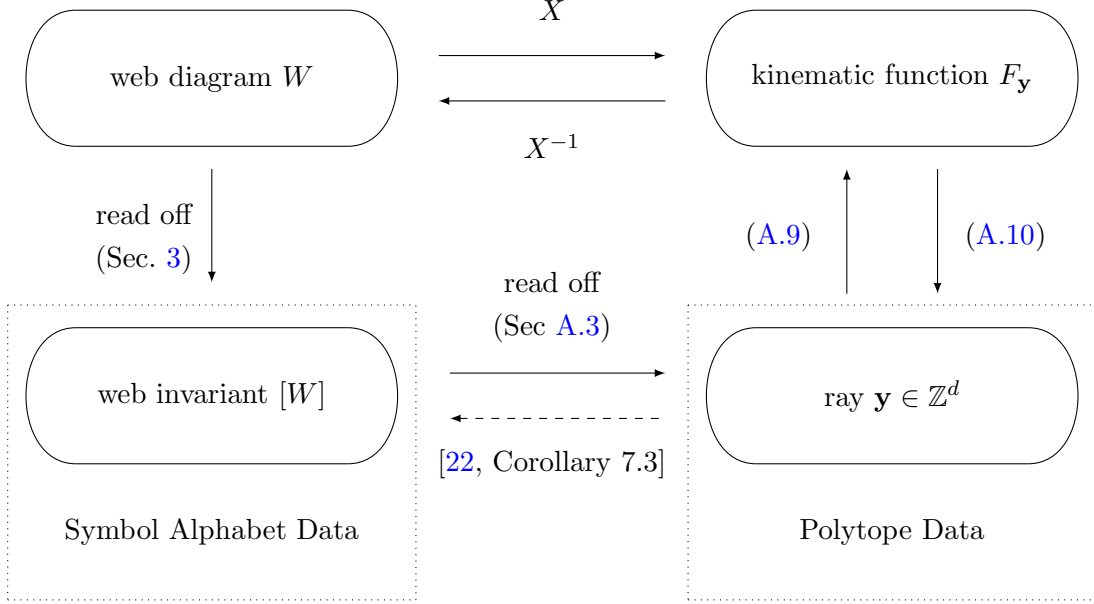 X
web diagram W
kinematic function F_y
X^{-1}
read off
(Sec. 3)
(A.9)
(A.10)
read off
(Sec A.3)
web invariant [W]
ray y ∈ ℤ^d
[22, Corollary 7.3]
Symbol Alphabet Data
Polytope Data